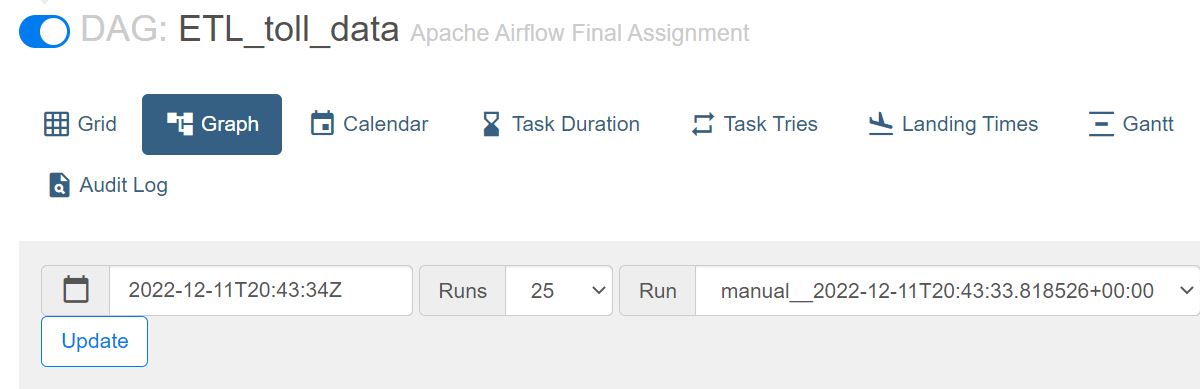 DAG: ETL_toll_data Apache Airflow Final Assignment
Grid Graph Calendar Task Duration Task Tries Landing Times Gantt
Audit Log
2022-12-11T20:43:34Z Runs 25 Run manual__2022-12-11T20:43:33.818526+00:00
Update